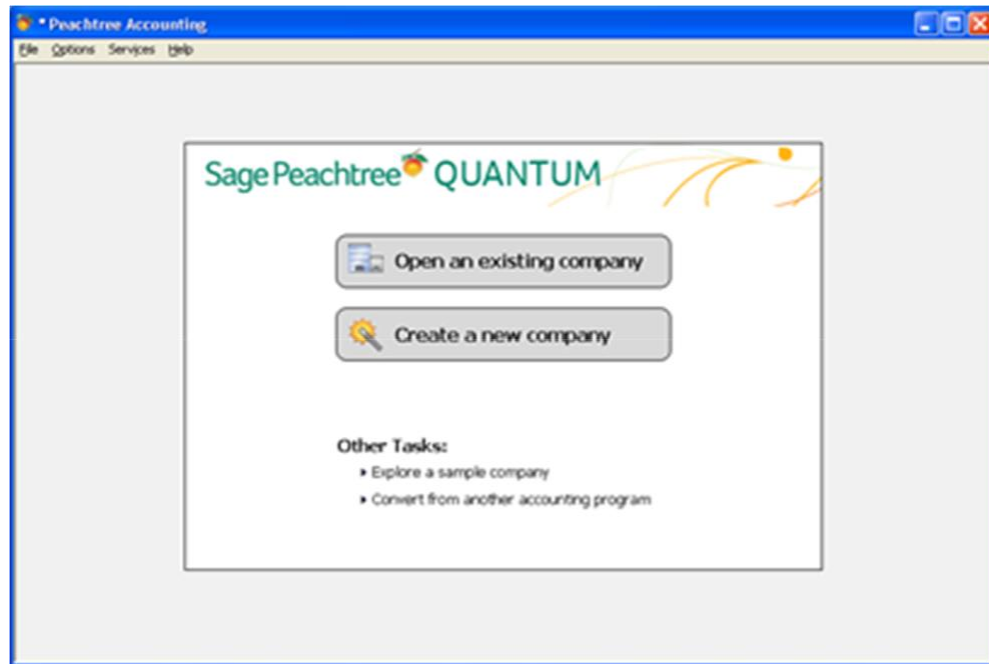 * Peachtree Accounting
File Options Services Help
Sage Peachtree QUANTUM
Open an existing company
Create a new company
Other Tasks:
Explore a sample company
Convert from another accounting program